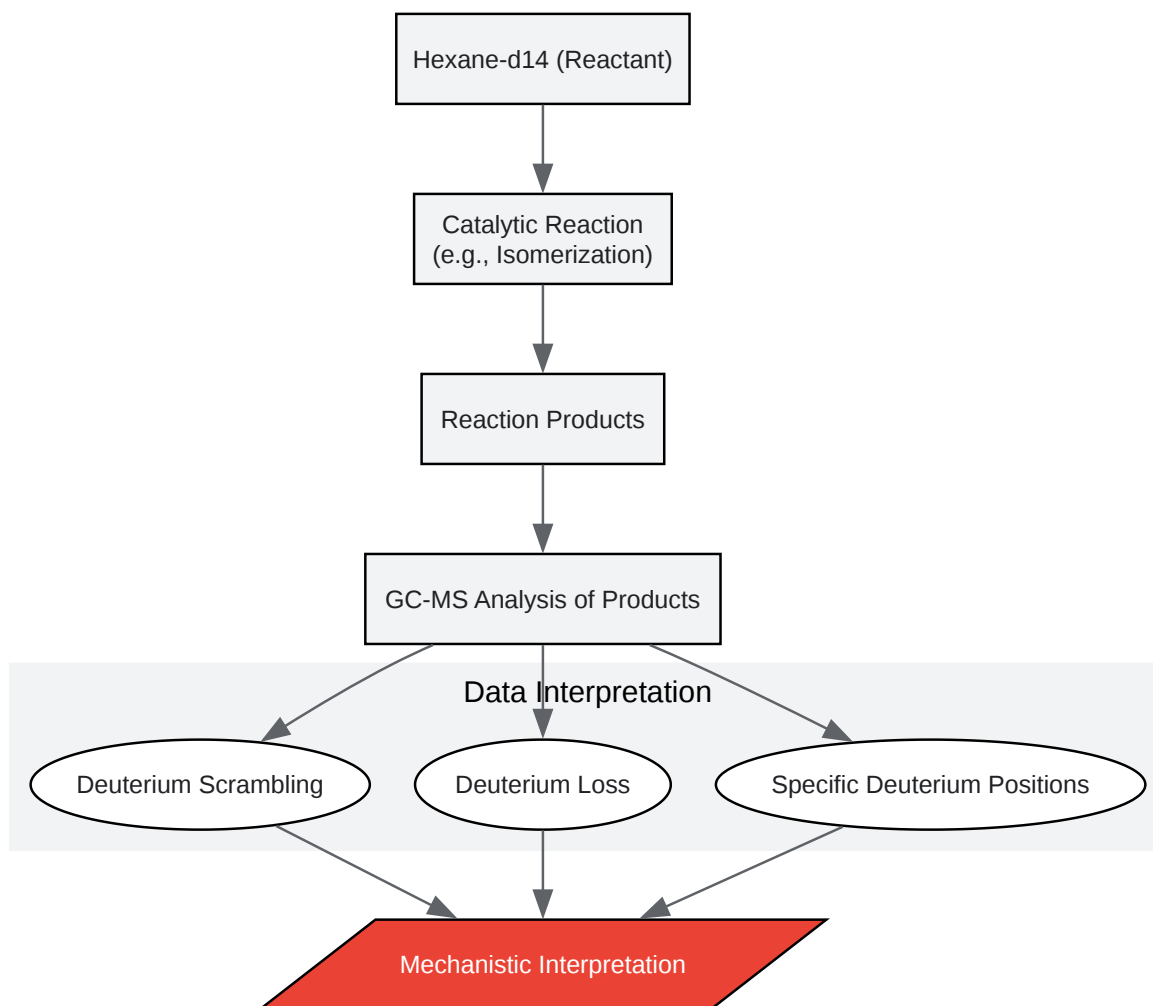 Hexane-d14 (Reactant)
Catalytic Reaction
(e.g., Isomerization)
Reaction Products
GC-MS Analysis of Products
Data Interpretation
Deuterium Scrambling
Deuterium Loss
Specific Deuterium Positions
Mechanistic Interpretation